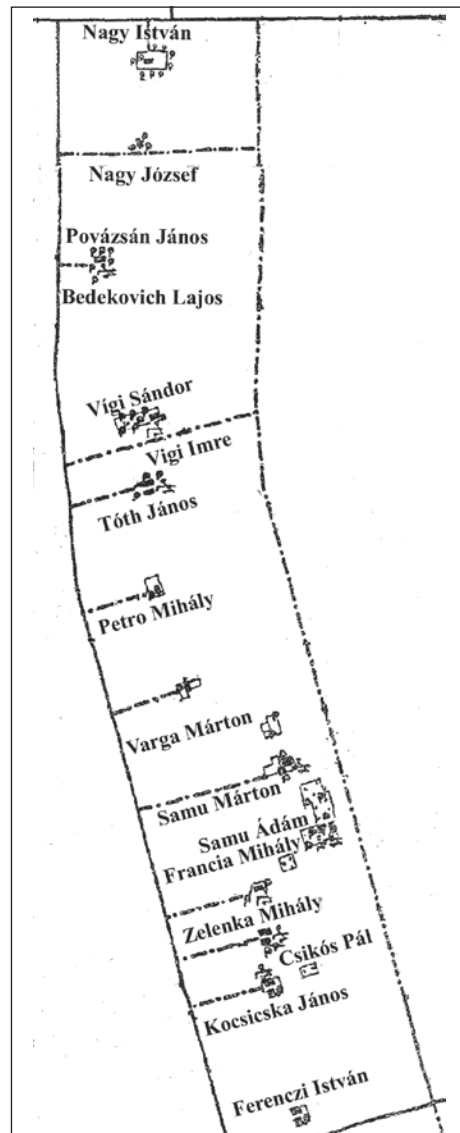 Nagy István
Nagy József
Povázsán János
Bedekovich Lajos
Vígi Sándor
Vigi Imre
Tóth János
Petro Mihály
Varga Márton
Samu Márton
Samu Ádám
Francia Mihály
Zelenka Mihály
Csikós Pál
Kocsicska János
Ferenczi István